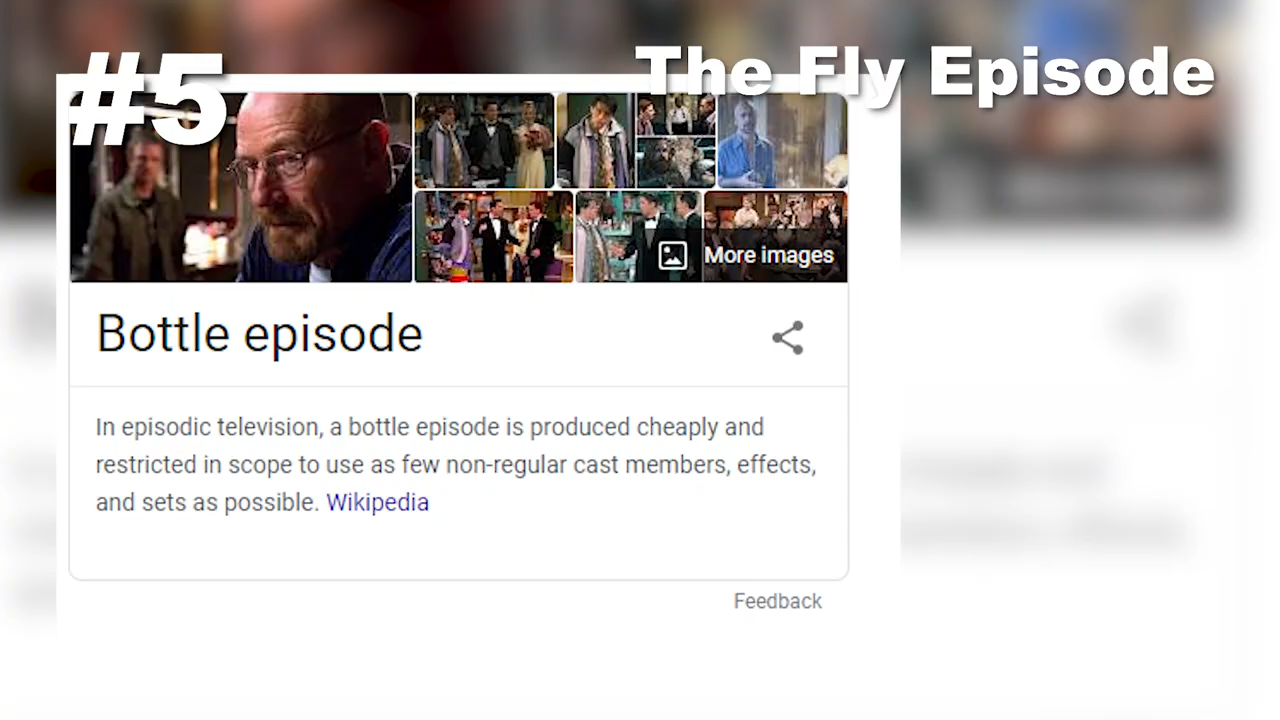 #5
The Fly Episode
More images
Bottle episode
In episodic television, a bottle episode is produced cheaply and
restricted in scope to use as few non-regular cast members, effects,
and sets as possible. Wikipedia
Feedback